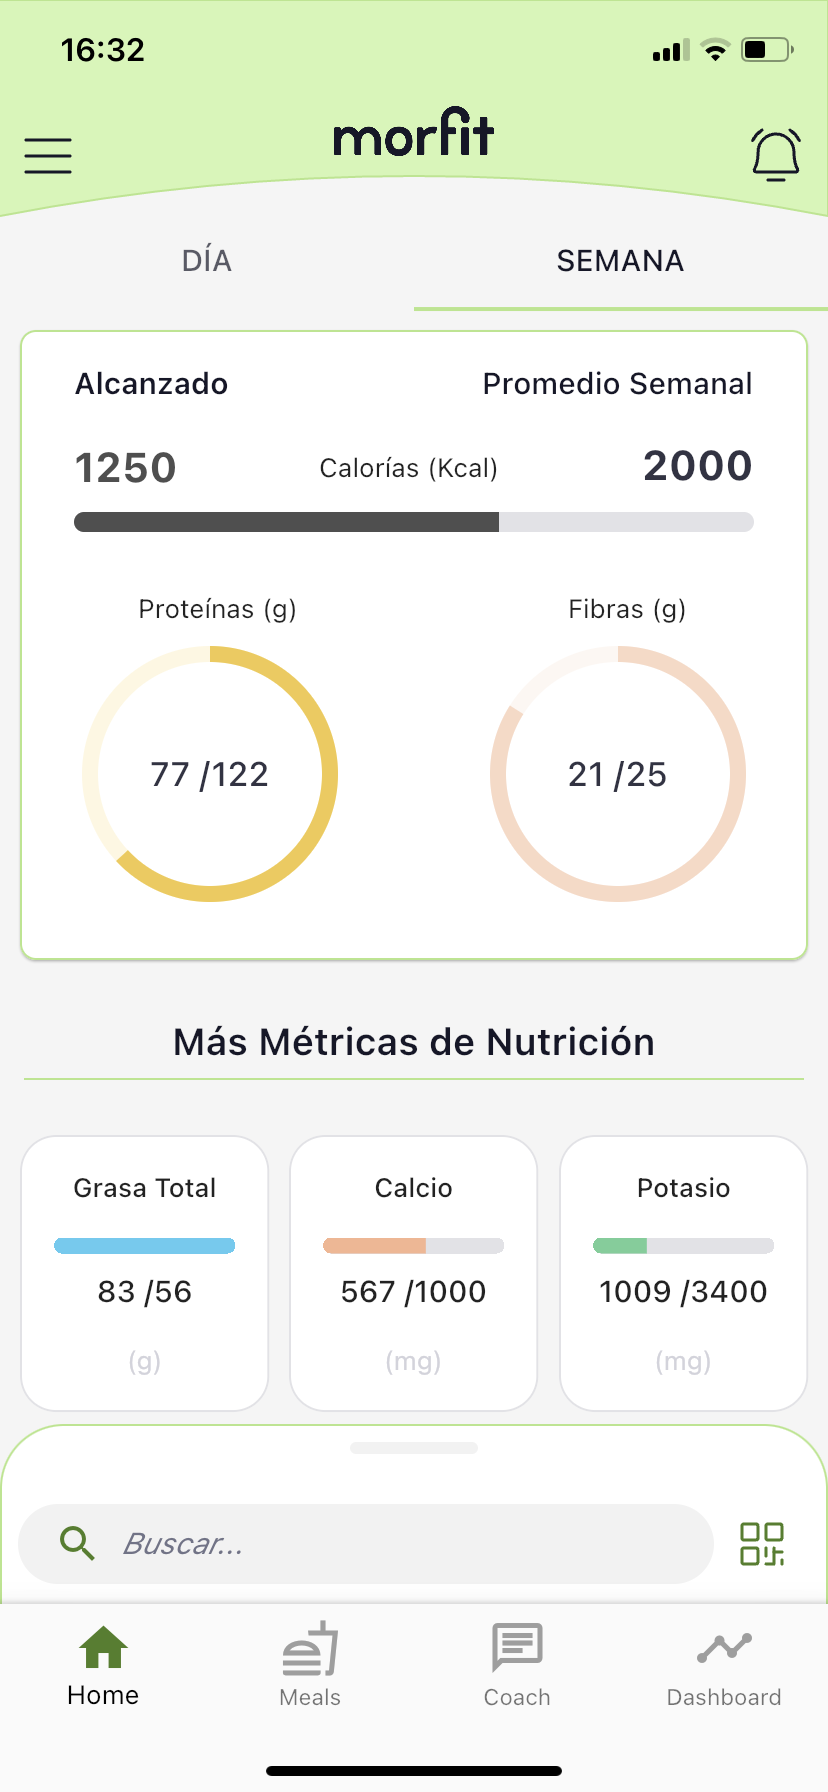 16:32
morfit
DÍA
SEMANA
Alcanzado
Promedio Semanal
1250
Calorías (Kcal)
2000
Proteínas (g)
Fibras (g)
77 /122
21 /25
Más Métricas de Nutrición
Grasa Total
Calcio
Potasio
83 /56
567 /1000
1009 /3400
(g)
(mg)
(mg)
Buscar...
Home
Meals
Coach
Dashboard